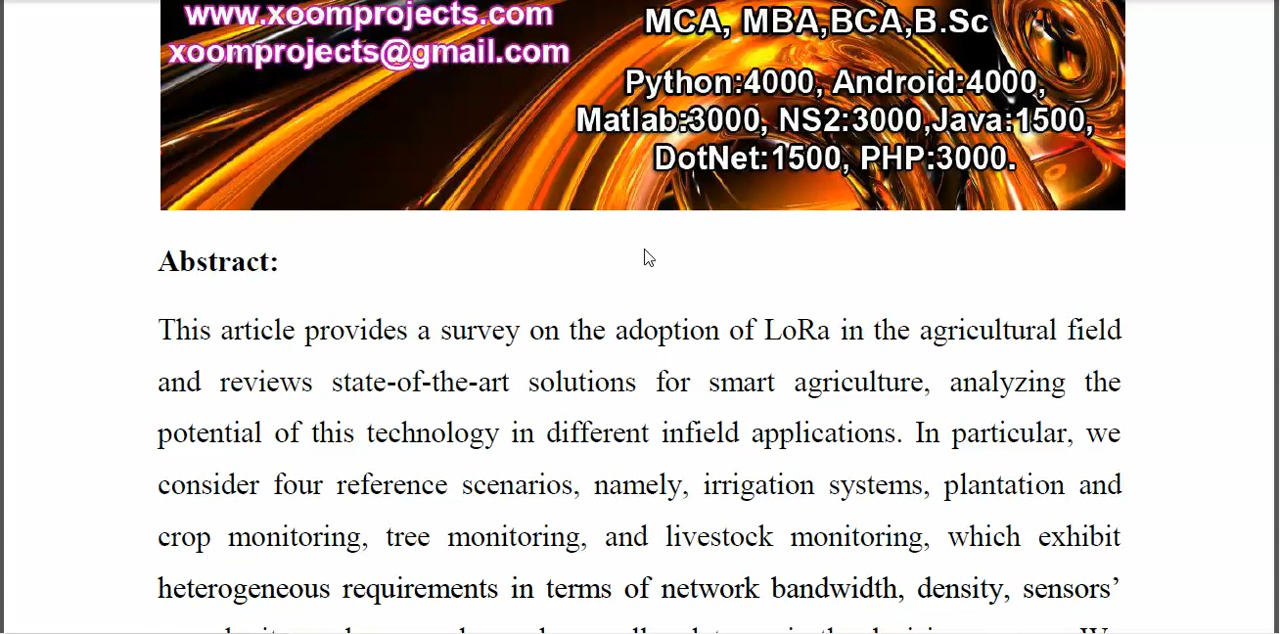 www.xoomprojects.com
xoomprojects@gmail.com
MCA, MBA,BCA,B.Sc
Python:4000, Android:4000,
Matlab:3000, NS2:3000,Java:1500,
DotNet:1500, PHP:3000.
Abstract:
This article provides a survey on the adoption of LoRa in the agricultural field
and reviews state-of-the-art solutions for smart agriculture, analyzing the
potential of this technology in different infield applications. In particular, we
consider four reference scenarios, namely, irrigation systems, plantation and
crop monitoring, tree monitoring, and livestock monitoring, which exhibit
heterogeneous requirements in terms of network bandwidth, density, sensors’